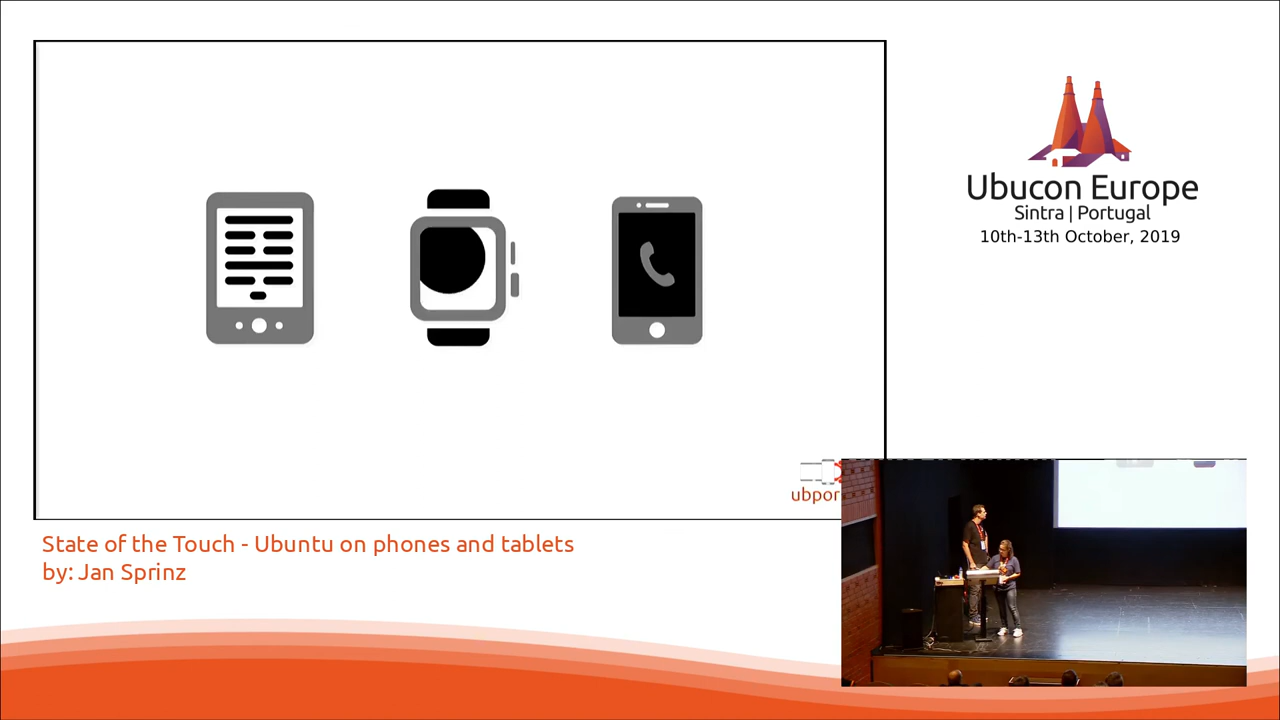 Ubucon Europe
Sintra | Portugal
10th-13th October, 2019
ubpor
State of the Touch - Ubuntu on phones and tablets
by: Jan Sprinz